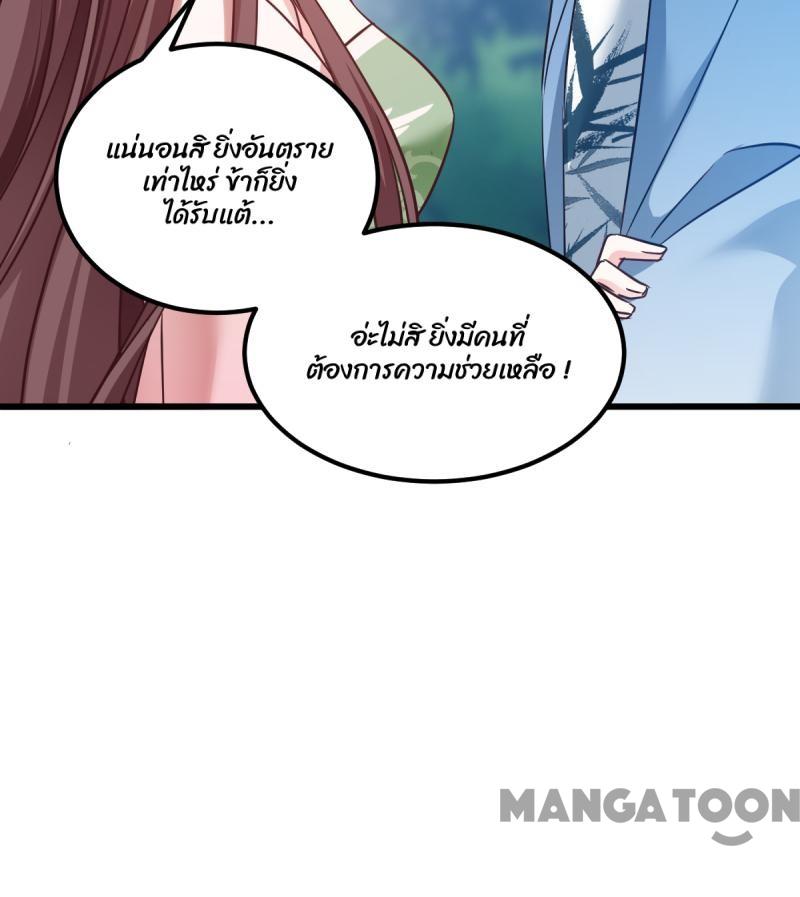 แน่นอนสิ ยิ่งอันตราย
เท่าไหร่ ข้าก็ยิ่ง
ได้รับแต้...
อ่ะไม่สิ ยิ่งมีคนที่
ต้องการความช่วยเหลือ !
MANGATOON